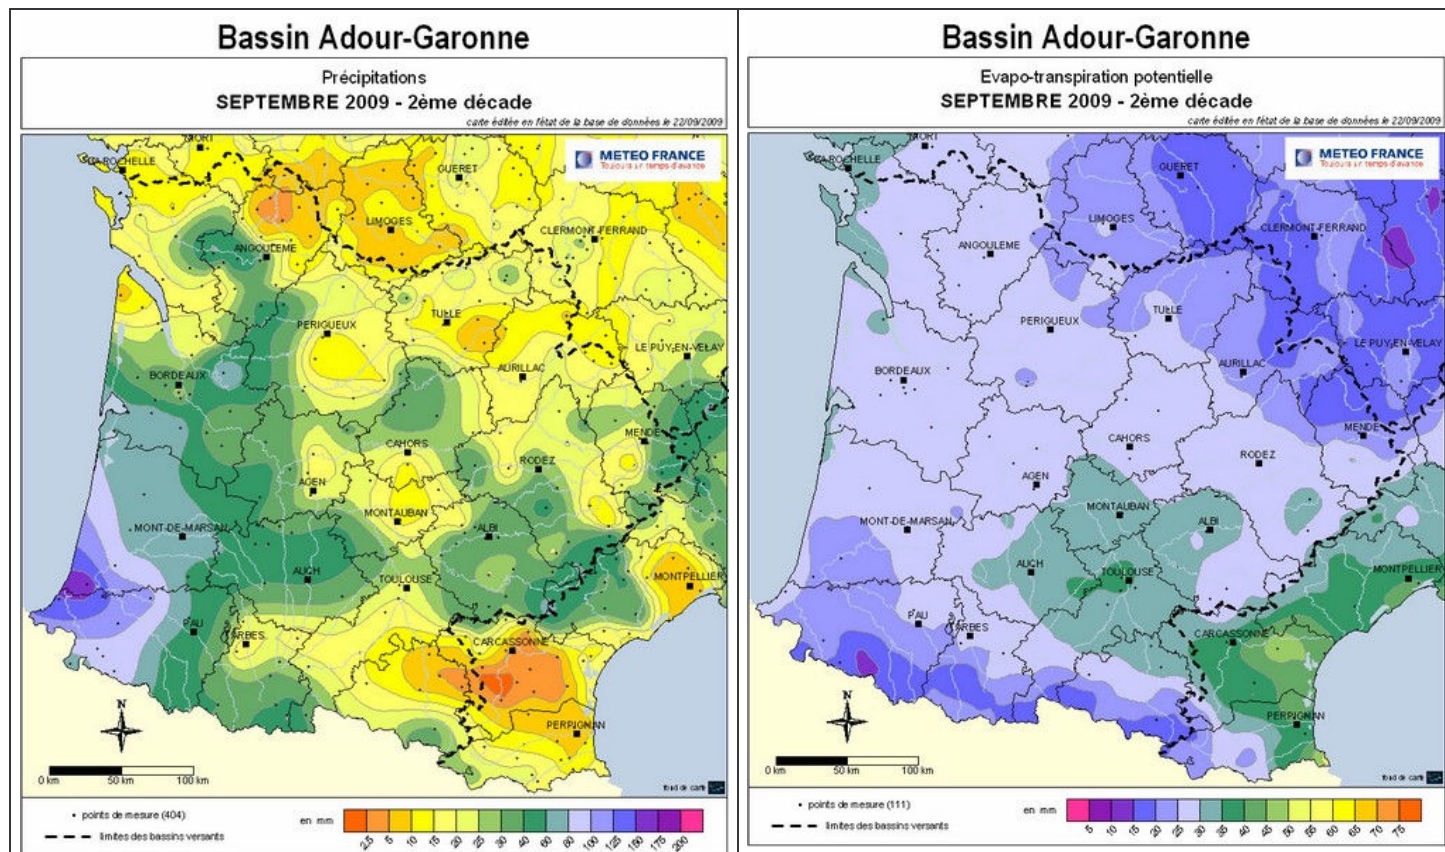 Bassin Adour-Garonne
Précipitations
SEPTEMBRE 2009 - 2ème décade
carte éditée en l'état de la base de données le 22/09/2009
METEO FRANCE
Toujours un temps d'avance
LA ROCHELLE
GUERET
LIMOGES
CLERMONT-FERRAND
ANGOULEME
TULLE
PERIGUEUX
LE PUY-EN-VELAY
AURILLAC
BORDEAUX
MENDE
CAHORS
RODEZ
AGEN
MONTAUBAN
MONT-DE-MARSAN
ALBI
AUCH
TOULOUSE
MONTPELLIER
PAU
TARBES
CARCASSONNE
PERPIGNAN
N
0 km 50 km 100 km
fond de carte
points de mesure (404)
limites des bassins versants
en mm
2.5 5 10 15 20 25 30 40 60 80 100 125 150 175 200
Bassin Adour-Garonne
Evapo-transpiration potentielle
SEPTEMBRE 2009 - 2ème décade
carte éditée en l'état de la base de données le 22/09/2009
METEO FRANCE
Toujours un temps d'avance
LA ROCHELLE
GUERET
LIMOGES
CLERMONT-FERRAND
ANGOULEME
TULLE
PERIGUEUX
LE PUY-EN-VELAY
AURILLAC
BORDEAUX
MENDE
CAHORS
RODEZ
AGEN
MONTAUBAN
MONT-DE-MARSAN
ALBI
AUCH
TOULOUSE
MONTPELLIER
PAU
TARBES
CARCASSONNE
PERPIGNAN
N
0 km 50 km 100 km
fond de carte
points de mesure (111)
limites des bassins versants
en mm
5 10 15 20 25 30 35 40 45 50 55 60 65 70 75